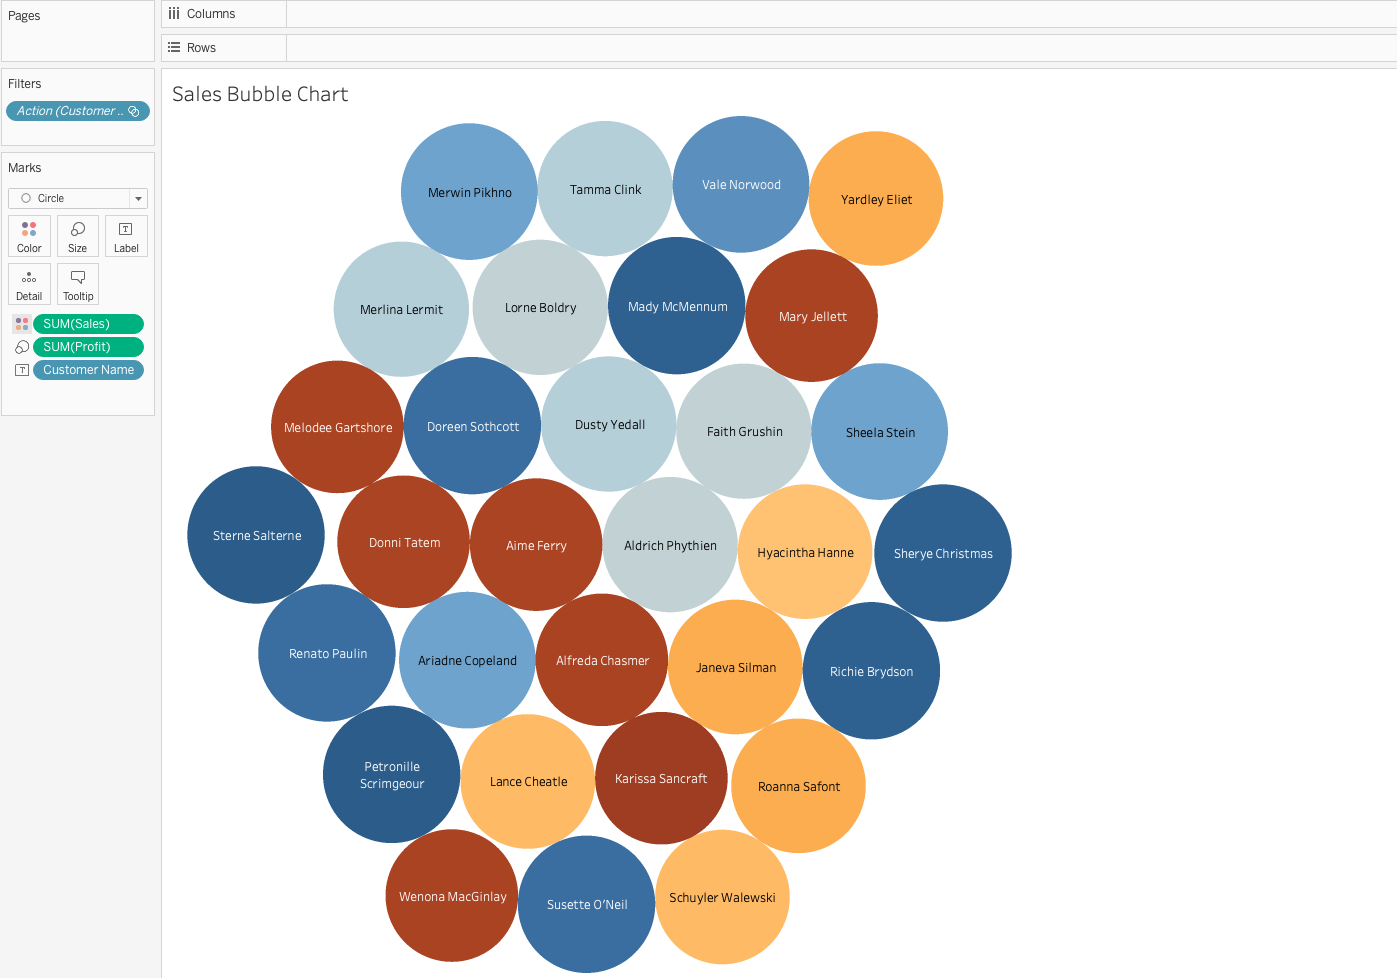 Pages
Columns
Rows
Filters
Action (Customer ..
Marks
Circle
Color
Size
Label
Detail
Tooltip
SUM(Sales)
SUM(Profit)
Customer Name
Sales Bubble Chart
Merwin Pikhno
Tamma Clink
Vale Norwood
Yardley Eliet
Merlina Lermit
Lorne Boldry
Mady McMennum
Mary Jellett
Melodee Gartshore
Doreen Sothcott
Dusty Yedall
Faith Grushin
Sheela Stein
Sterne Salterne
Donni Tatem
Aime Ferry
Aldrich Phythien
Hyacintha Hanne
Sherye Christmas
Renato Paulin
Ariadne Copeland
Alfreda Chasmer
Janeva Silman
Richie Brydson
Petronille
Scrimgeour
Lance Cheatle
Karissa Sancraft
Roanna Safont
Wenona MacGinlay
Susette O'Neil
Schuyler Walewski